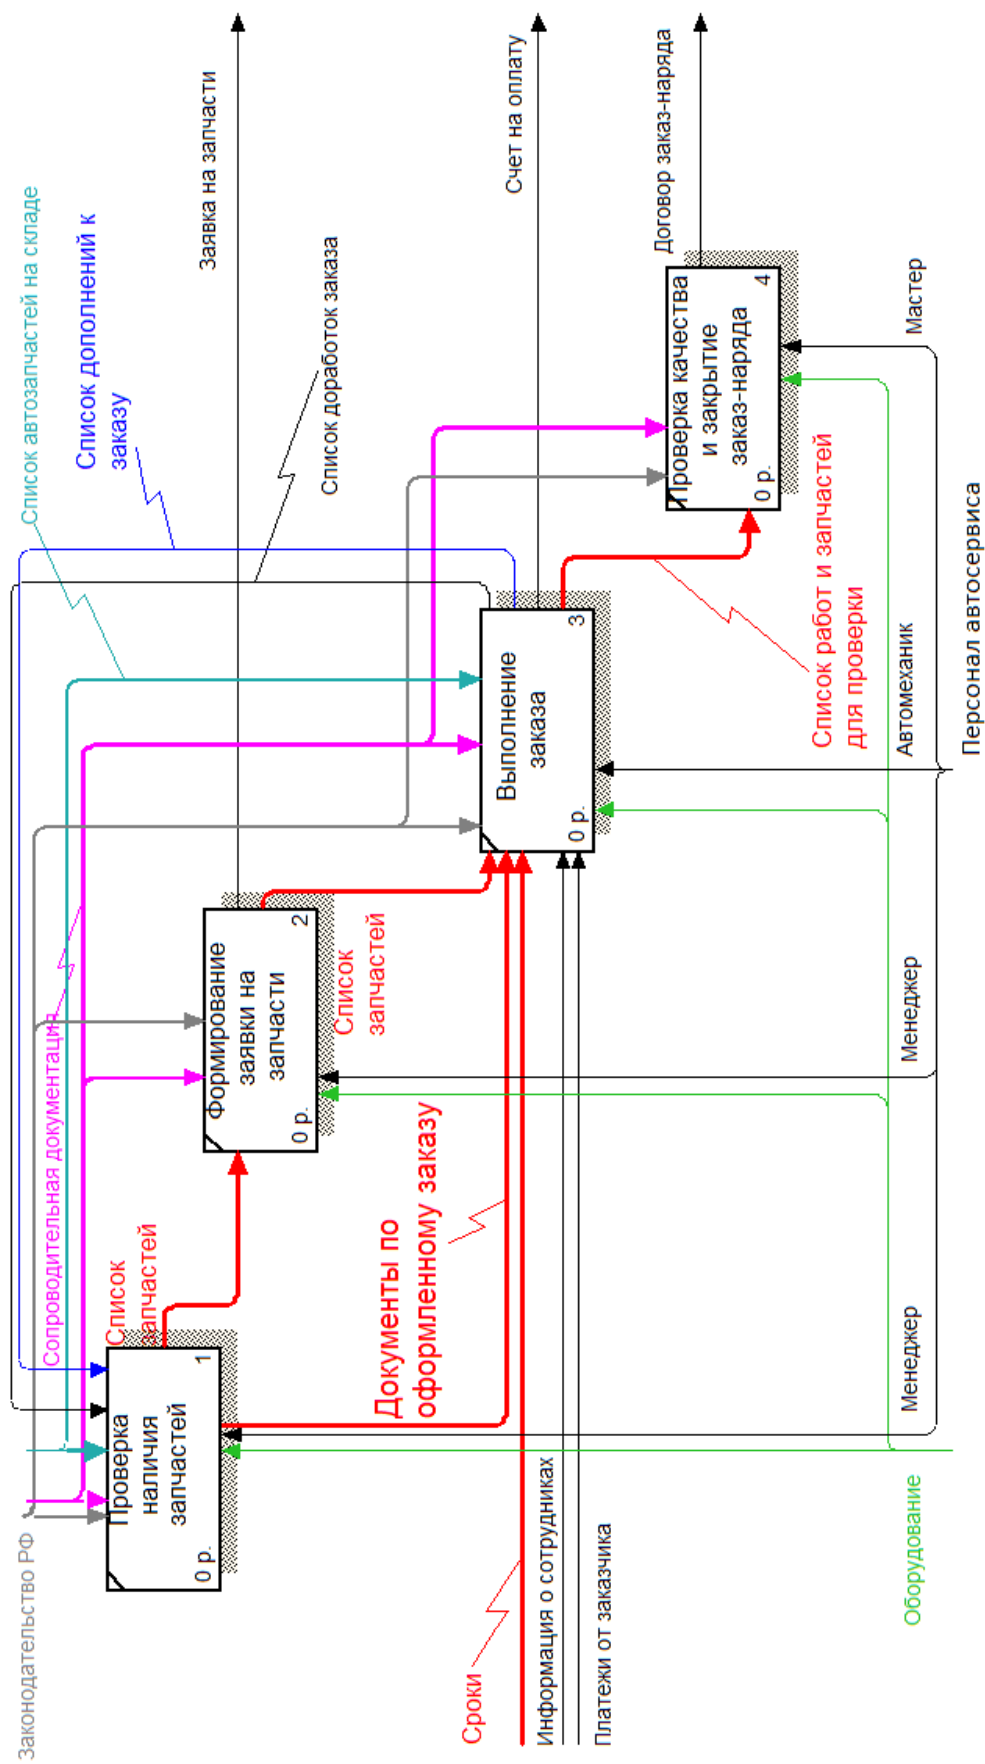 Законодательство РФ
Сопроводительная документация
Список автозапчастей на складе
Список дополнений к
заказу
Список доработок заказа
Заявка на запчасти
Счет на оплату
Договор заказ-наряда
Проверка
наличия
запчастей
0 р.
1
Список
запчастей
Формирование
заявки на
запчасти
0 р.
2
Список
запчастей
Документы по
оформленному заказу
Выполнение
заказа
0 р.
3
Список работ и запчастей
для проверки
Проверка качества
и закрытие
заказ-наряда
0 р.
4
Сроки
Информация о сотрудниках
Платежи от заказчика
Менеджер
Менеджер
Автомеханик
Мастер
Оборудование
Персонал автосервиса